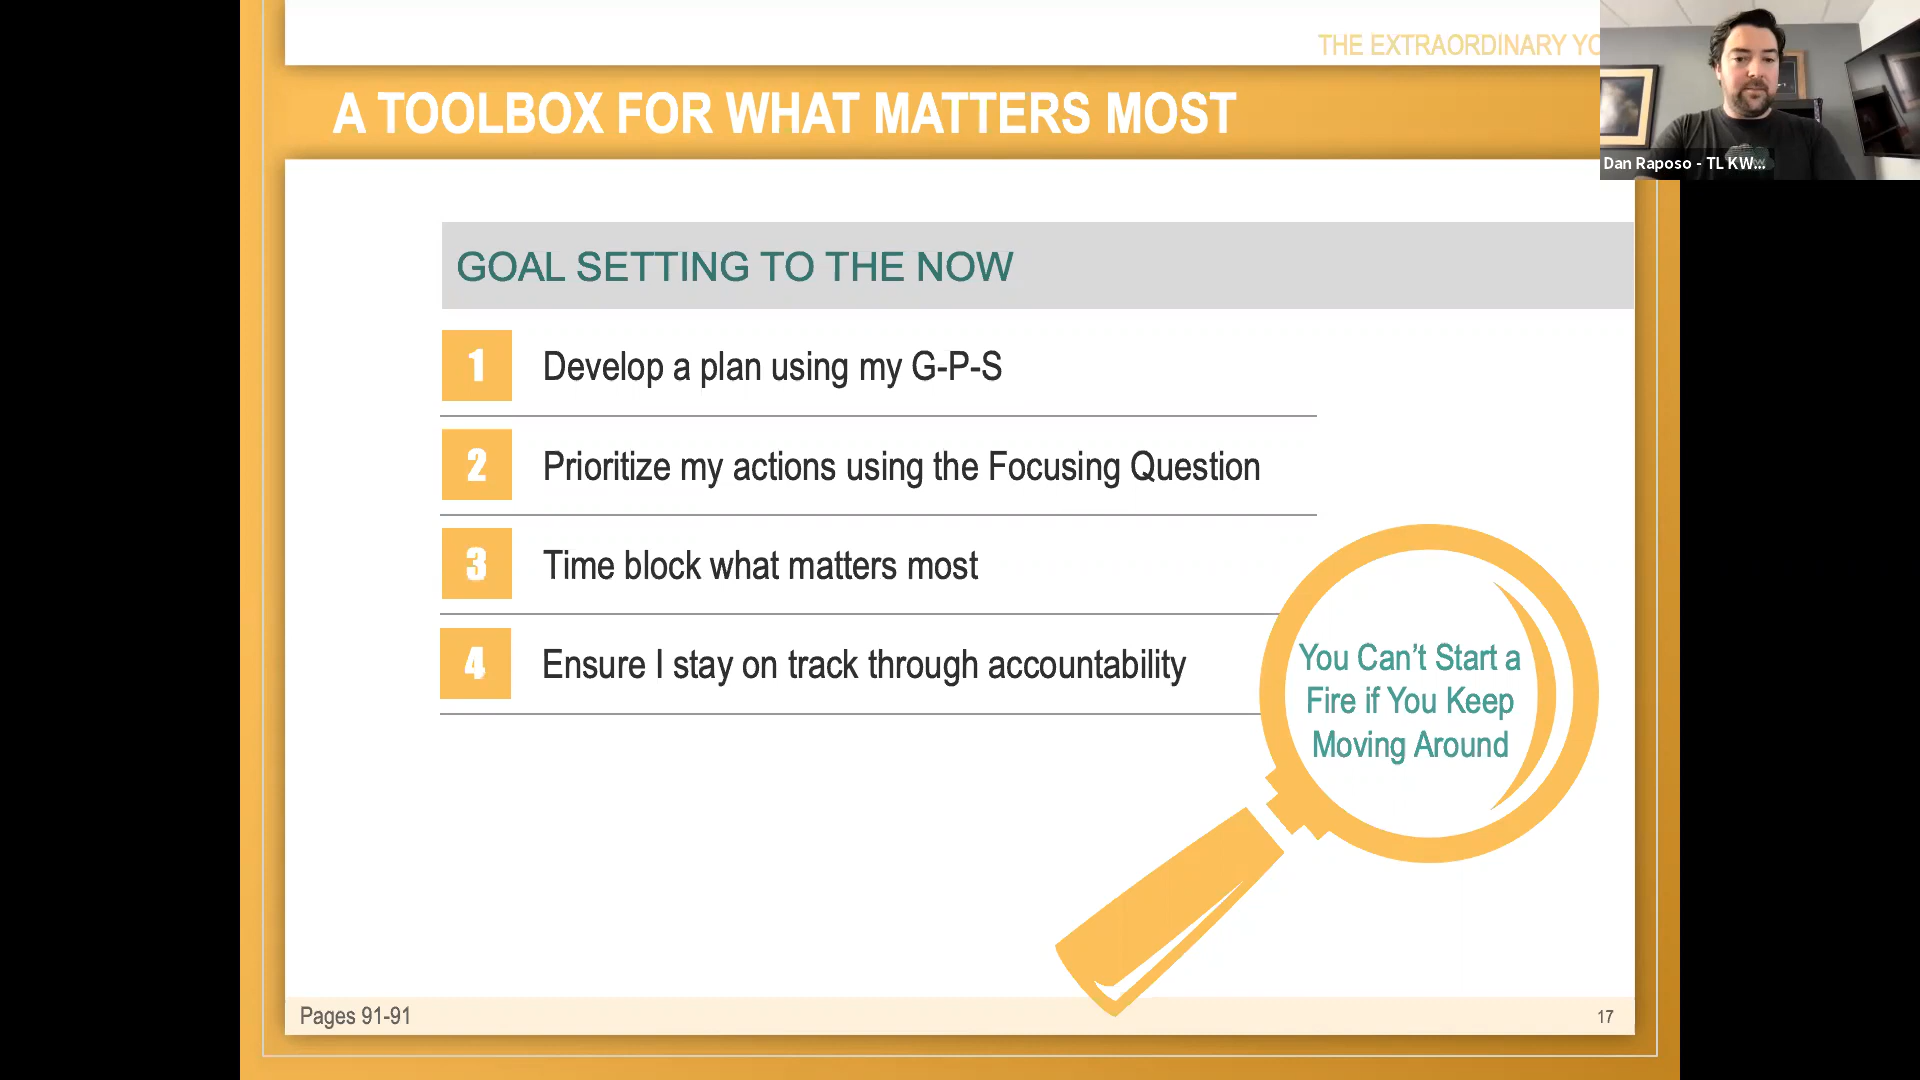 THE EXTRAORDINARY
A TOOLBOX FOR WHAT MATTERS MOST
Dan Raposo - TL KW...
GOAL SETTING TO THE NOW
1 Develop a plan using my G-P-S
2 Prioritize my actions using the Focusing Question
3 Time block what matters most
4 Ensure I stay on track through accountability
You Can't Start a
Fire if You Keep
Moving Around
Pages 91-91
17